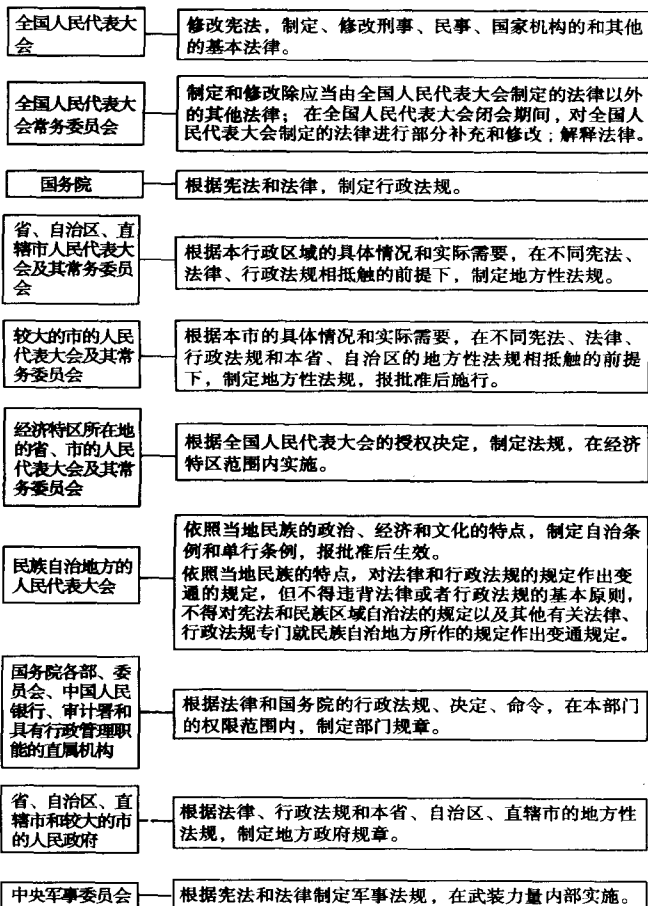 全国人民代表大
会
修改宪法，制定、修改刑事、民事、国家机构的和其他
的基本法律。
全国人民代表大
会常务委员会
制定和修改除应当由全国人民代表大会制定的法律以外
的其他法律；在全国人民代表大会闭会期间，对全国人
民代表大会制定的法律进行部分补充和修改；解释法律。
国务院
根据宪法和法律，制定行政法规。
省、自治区、直
辖市人民代表大
会及其常务委员
会
根据本行政区域的具体情况和实际需要，在不同宪法、
法律、行政法规相抵触的前提下，制定地方性法规。
较大的市的人民
代表大会及其常
务委员会
根据本市的具体情况和实际需要，在不同宪法、法律、
行政法规和本省、自治区的地方性法规相抵触的前提
下，制定地方性法规，报批准后施行。
经济特区所在地
的省、市的人民
代表大会及其常
务委员会
根据全国人民代表大会的授权决定，制定法规，在经济
特区范围内实施。
民族自治地方的
人民代表大会
依照当地民族的政治、经济和文化的特点，制定自治条
例和单行条例，报批准后生效。
依照当地民族的特点，对法律和行政法规的规定作出变
通的规定，但不得违背法律或者行政法规的基本原则，
不得对宪法和民族区域自治法的规定以及其他有关法律、
行政法规专门就民族自治地方所作的规定作出变通规定。
国务院各部、委
员会、中国人民
银行、审计署和
具有行政管理职
能的直属机构
根据法律和国务院的行政法规、决定、命令，在本部门
的权限范围内，制定部门规章。
省、自治区、直
辖市和较大的市
的人民政府
根据法律、行政法规和本省、自治区、直辖市的地方性
法规，制定地方政府规章。
中央军事委员会
根据宪法和法律制定军事法规，在武装力量内部实施。